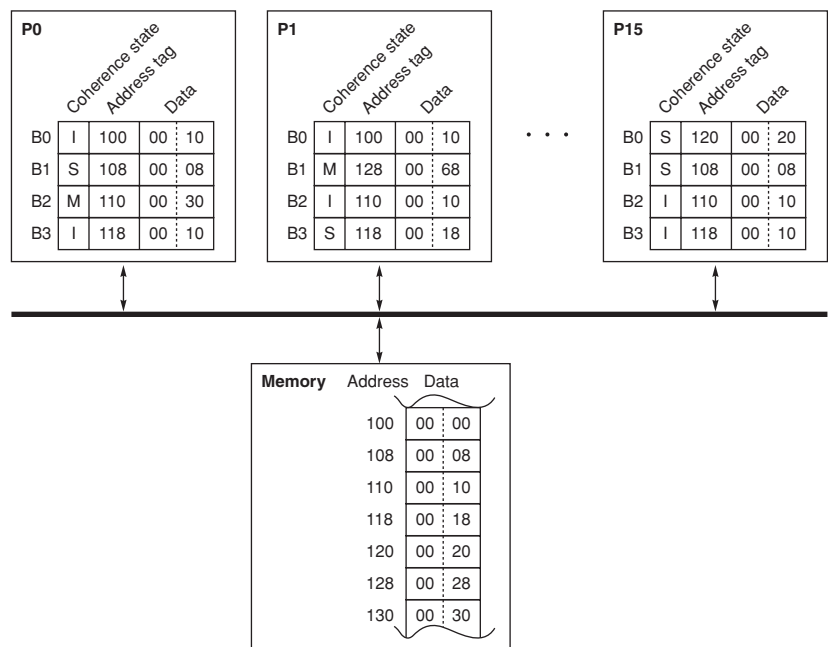 P0
Coherence state
Address tag
Data
B0 I 100 00 10
B1 S 108 00 08
B2 M 110 00 30
B3 I 118 00 10
P1
Coherence state
Address tag
Data
B0 I 100 00 10
B1 M 128 00 68
B2 I 110 00 10
B3 S 118 00 18
. . .
P15
Coherence state
Address tag
Data
B0 S 120 00 20
B1 S 108 00 08
B2 I 110 00 10
B3 I 118 00 10
Memory Address Data
100 00 00
108 00 08
110 00 10
118 00 18
120 00 20
128 00 28
130 00 30